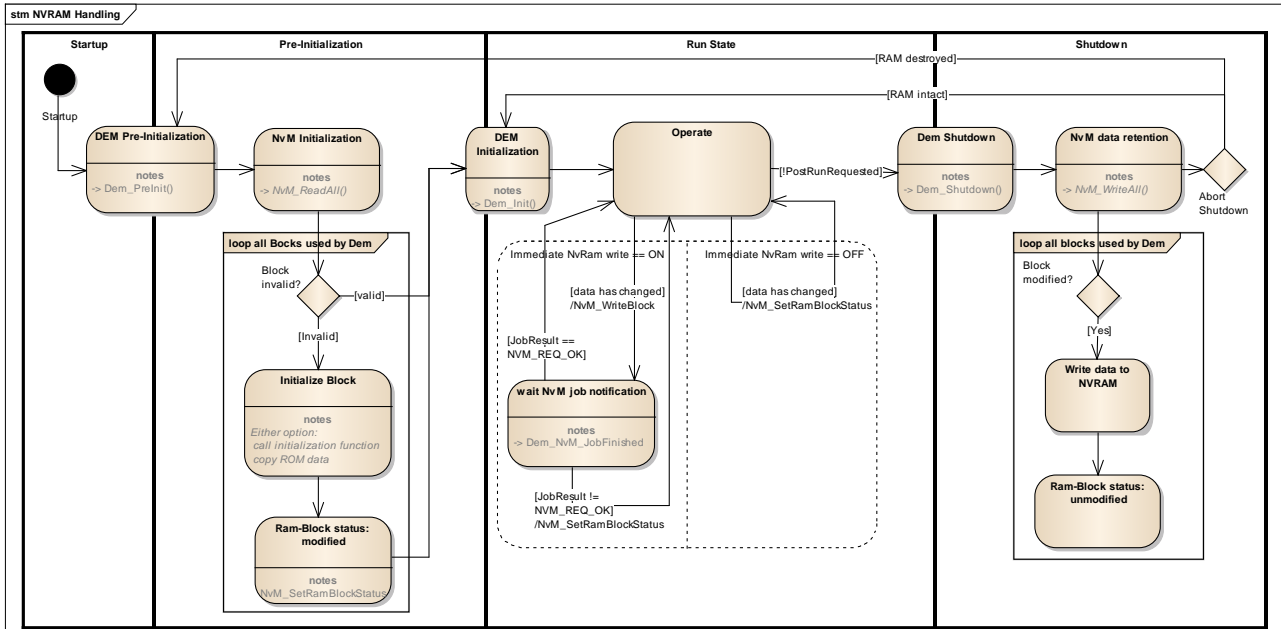 stm NVRAM Handling
Startup
Pre-Initialization
Run State
Shutdown
[RAM destroyed]
[RAM intact]
Startup
DEM Pre-Initialization
notes
-> Dem_PreInit()
NvM Initialization
notes
-> NvM_ReadAll()
DEM
Initialization
notes
-> Dem_Init()
Operate
[!PostRunRequested]
Dem Shutdown
notes
-> Dem_Shutdown()
NvM data retention
notes
-> NvM_WriteAll()
Abort
Shutdown
loop all Bocks used by Dem
Block
invalid?
[valid]
[Invalid]
Initialize Block
notes
Either option:
call initialization function
copy ROM data
Ram-Block status:
modified
notes
NvM_SetRamBlockStatus
Immediate NvRam write == ON
Immediate NvRam write == OFF
[data has changed]
/NvM_WriteBlock
[data has changed]
/NvM_SetRamBlockStatus
[JobResult ==
NVM_REQ_OK]
wait NvM job notification
notes
-> Dem_NvM_JobFinished
[JobResult !=
NVM_REQ_OK]
/NvM_SetRamBlockStatus
loop all blocks used by Dem
Block
modified?
[Yes]
Write data to
NVRAM
Ram-Block status:
unmodified